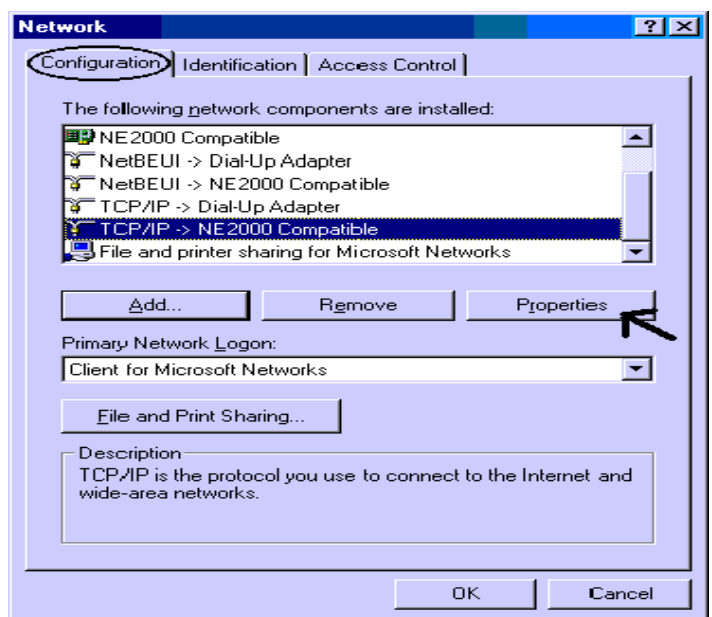 Network
Configuration Identification Access Control
The following network components are installed:
NE2000 Compatible
NetBEUI -> Dial-Up Adapter
NetBEUI -> NE2000 Compatible
TCP/IP -> Dial-Up Adapter
TCP/IP -> NE2000 Compatible
File and printer sharing for Microsoft Networks
Add... Remove Properties
Primary Network Logon:
Client for Microsoft Networks
File and Print Sharing...
Description
TCP/IP is the protocol you use to connect to the Internet and
wide-area networks.
OK Cancel